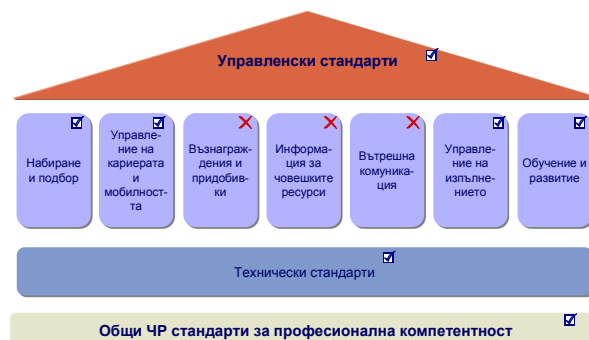 Управленски стандарти
Набиране
и подбор
Управле-
ние на
кариерата
и
мобилност-
та
Възнаграж-
дения и
придобив-
ки
Информа-
ция за
човешките
ресурси
Вътрешна
комуника-
ция
Управле-
ние на
изпълне-
нието
Обучение и
развитие
Технически стандарти
Общи ЧР стандарти за професионална компетентност